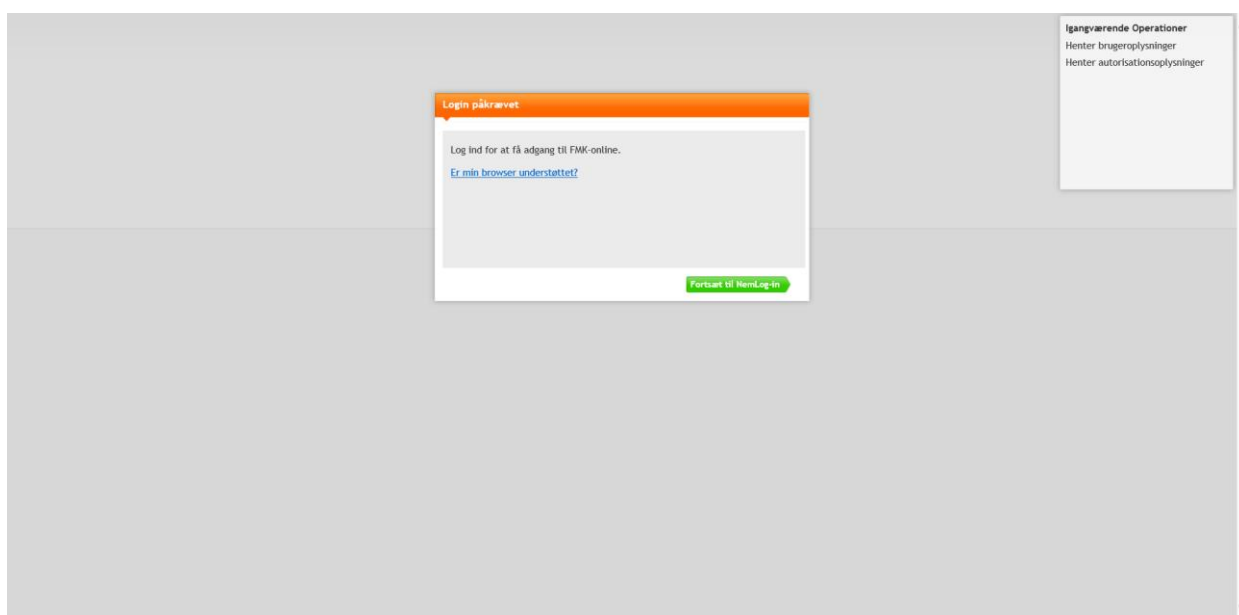 Igangværende Operationer
Henter brugeroplysninger
Henter autorisationsoplysninger
Login påkrævet
Log ind for at få adgang til FMK-online.
Er min browser understøttet?
Fortsæt til NemLog-in